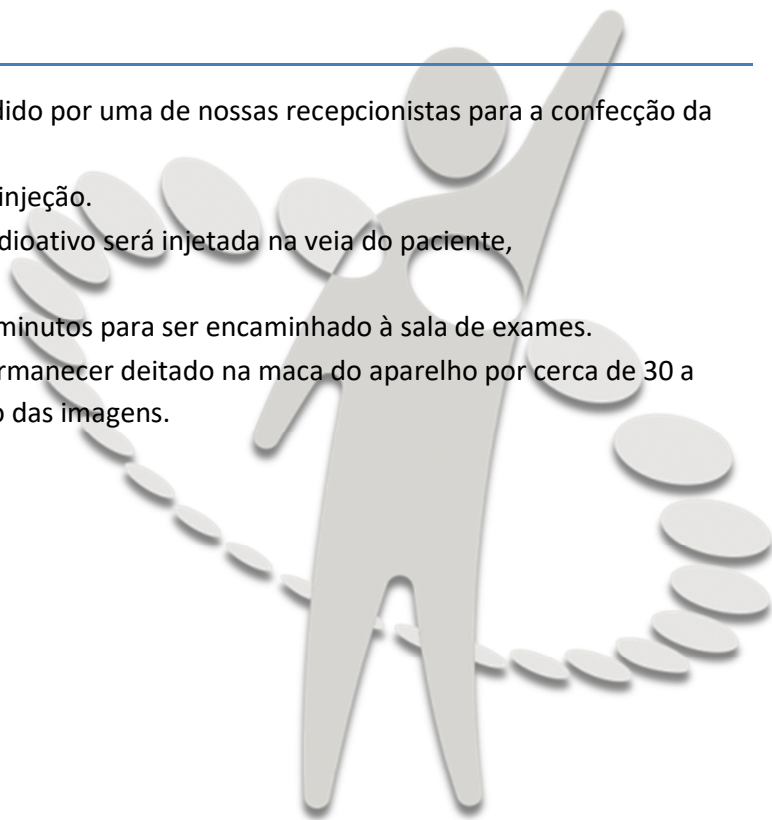 dido por uma de nossas recepcionistas para a confecção da
injeção.
dioativo será injetada na veia do paciente,
minutos para ser encaminhado à sala de exames.
rmanecer deitado na maca do aparelho por cerca de 30 a
o das imagens.